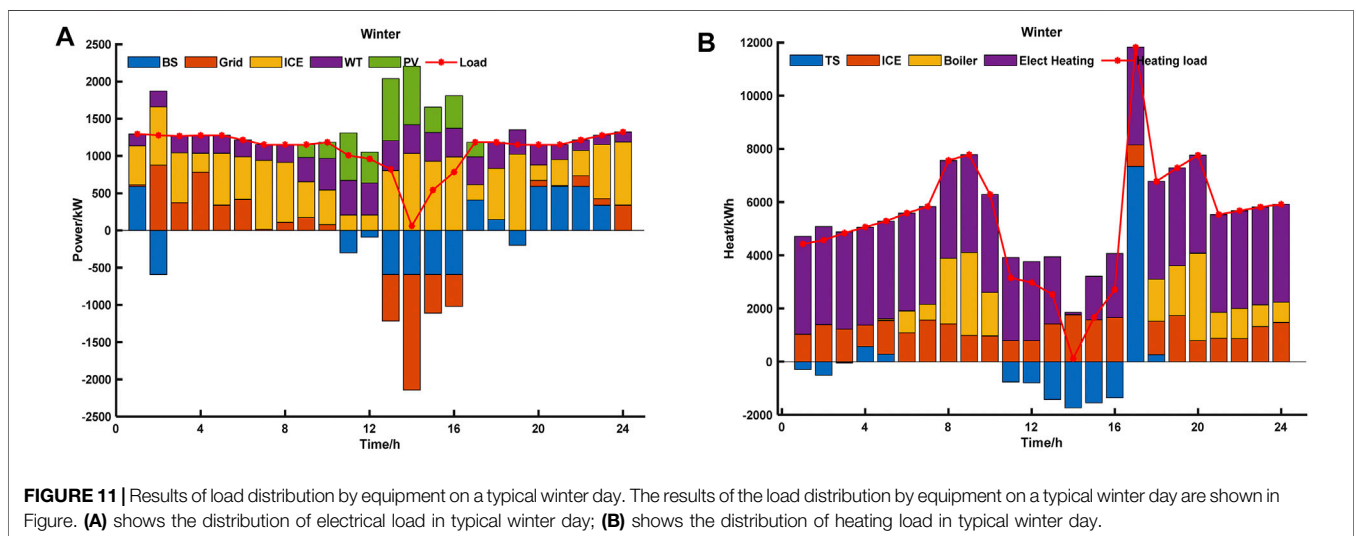 A
Winter
BS Grid ICE WT PV Load
Power/kW
2500
2000
1500
1000
500
0
-500
-1000
-1500
-2000
-2500
0 4 8 12 16 20 24
Time/h
B
Winter
TS ICE Boiler Elect Heating Heating load
Heat/kWh
12000
10000
8000
6000
4000
2000
0
-2000
0 4 8 12 16 20 24
Time/h
FIGURE 11 | Results of load distribution by equipment on a typical winter day. The results of the load distribution by equipment on a typical winter day are shown in
Figure. (A) shows the distribution of electrical load in typical winter day; (B) shows the distribution of heating load in typical winter day.